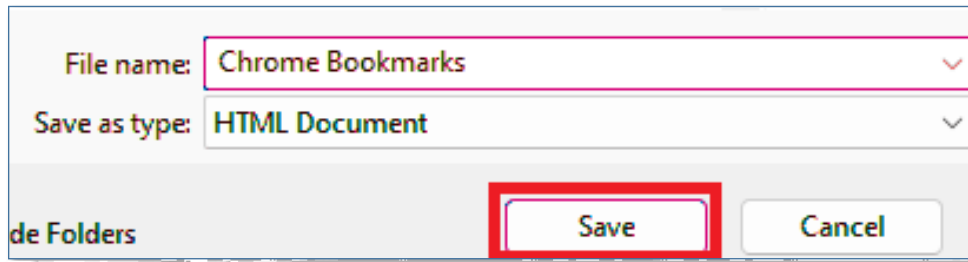 File name: Chrome Bookmarks
Save as type: HTML Document
de Folders Save Cancel